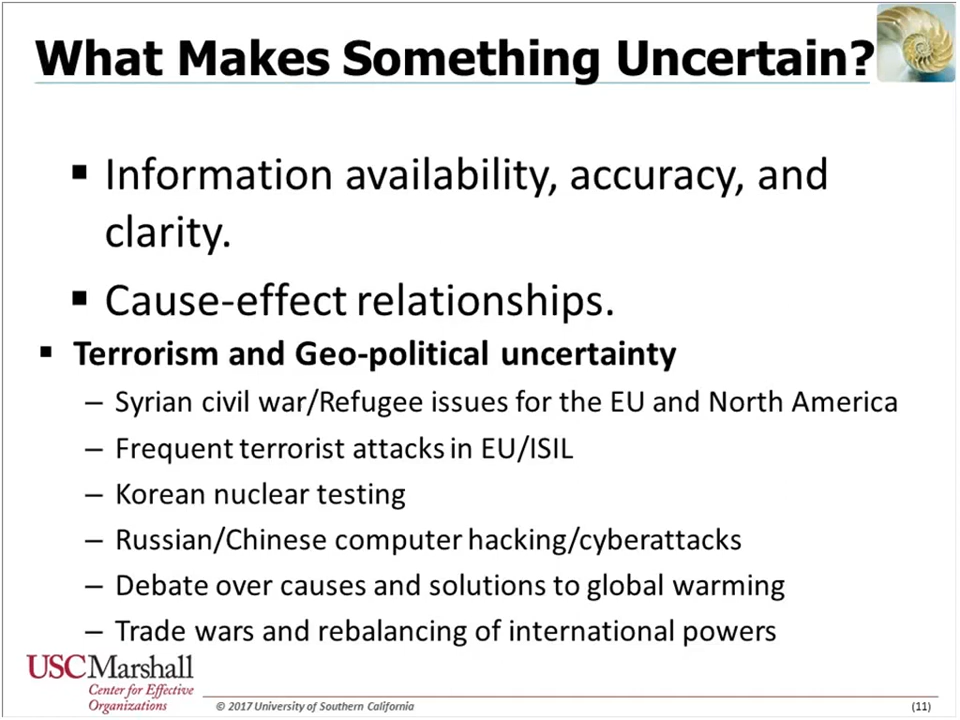 What Makes Something Uncertain?
▪ Information availability, accuracy, and
clarity.
▪ Cause-effect relationships.
▪ Terrorism and Geo-political uncertainty
– Syrian civil war/Refugee issues for the EU and North America
– Frequent terrorist attacks in EU/ISIL
– Korean nuclear testing
– Russian/Chinese computer hacking/cyberattacks
– Debate over causes and solutions to global warming
– Trade wars and rebalancing of international powers
USC Marshall
Center for Effective
Organizations
© 2017 University of Southern California
(11)